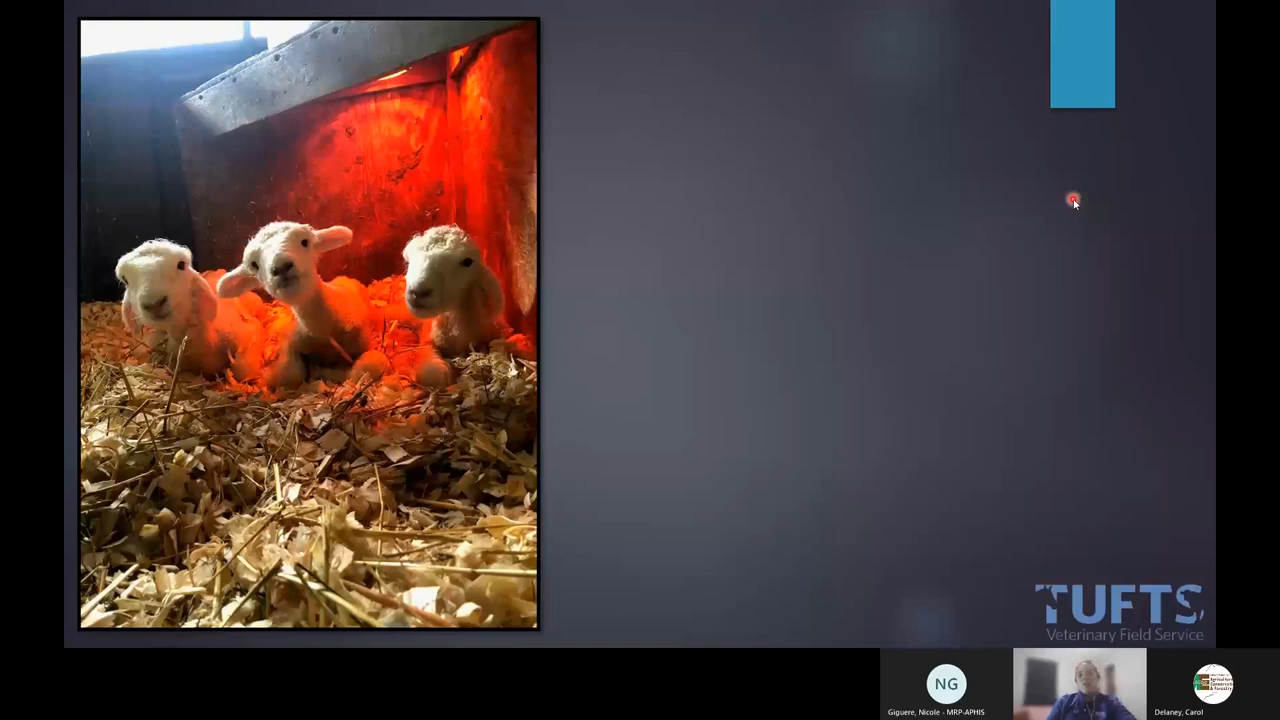 TUFTS
Veterinary Field Service
NG
Giguere, Nicole - MRP-APHIS
Delaney, Carol